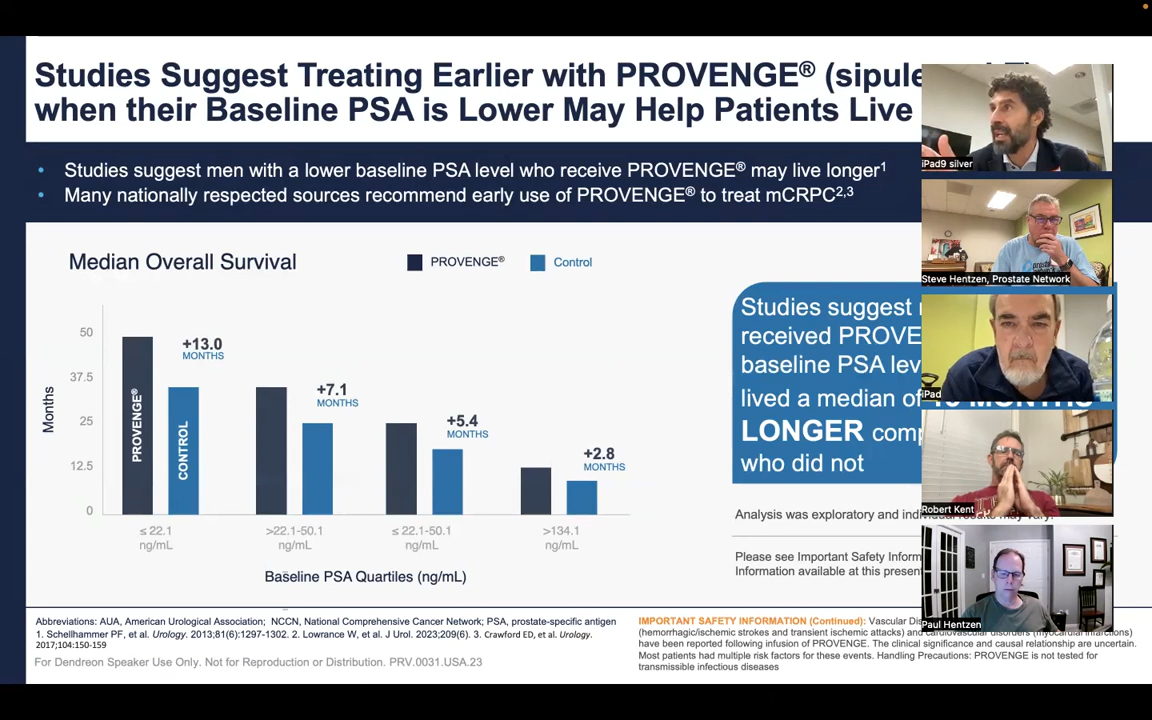 Studies Suggest Treating Earlier with PROVENGE® (sipule
when their Baseline PSA is Lower May Help Patients Live
• Studies suggest men with a lower baseline PSA level who receive PROVENGE® may live longer1
• Many nationally respected sources recommend early use of PROVENGE® to treat mCRPC2,3
Median Overall Survival
PROVENGE®
Control
Months
50
37.5
25
12.5
0
PROVENGE®
CONTROL
+13.0
MONTHS
+7.1
MONTHS
+5.4
MONTHS
+2.8
MONTHS
≤ 22.1
ng/mL
>22.1-50.1
ng/mL
≤ 22.1-50.1
ng/mL
>134.1
ng/mL
Baseline PSA Quartiles (ng/mL)
Studies suggest
received PROVE
baseline PSA lev
lived a median of MONTHS
LONGER comp
who did not
Analysis was exploratory and indiv may vary.
Please see Important Safety Inform
Information available at this present
Abbreviations: AUA, American Urological Association; NCCN, National Comprehensive Cancer Network; PSA, prostate-specific antigen
1. Schellhammer PF, et al. Urology. 2013;81(6):1297-1302. 2. Lowrance W, et al. J Urol. 2023;209(6). 3. Crawford ED, et al. Urology.
2017;104:150-159
For Dendreon Speaker Use Only. Not for Reproduction or Distribution. PRV.0031.USA.23
IMPORTANT SAFETY INFORMATION (Continued): Vascular Dis
(hemorrhagic/ischemic strokes and transient ischemic attacks) and cardiovascular disorders (myocardial infarctions)
have been reported following infusion of PROVENGE. The clinical significance and causal relationship are uncertain.
Most patients had multiple risk factors for these events. Handling Precautions: PROVENGE is not tested for
transmissible infectious diseases
iPad9 silver
Steve Hentzen, Prostate Network
iPad
Robert Kent
Paul Hentzen